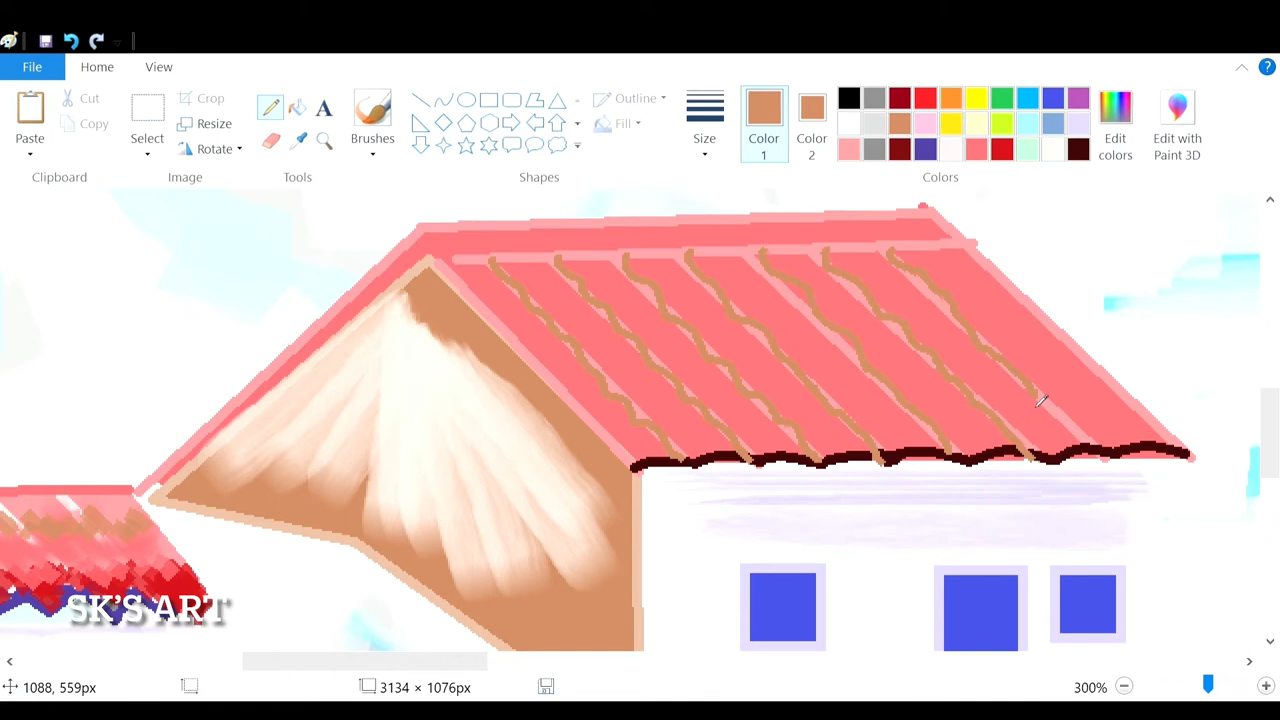 File Home View
Paste
Cut
Copy
Clipboard
Select
Crop
Resize
Rotate
Image
A
Tools
Brushes
Shapes
Outline
Fill
Size
Color 1
Color 2
Colors
Edit colors
Edit with Paint 3D
?
SK'S ART
1088, 559px
3134 × 1076px
300%